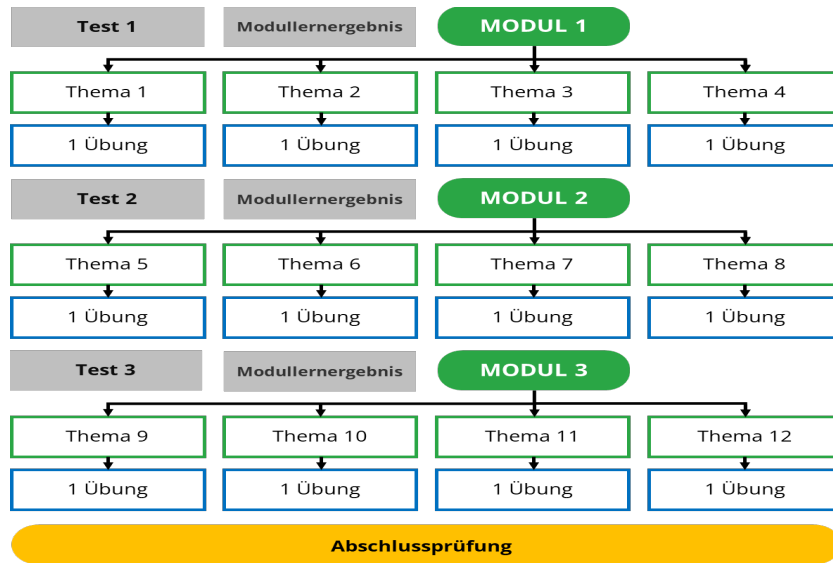 Test 1 Modullernergebnis MODUL 1
Thema 1 Thema 2 Thema 3 Thema 4
1 Übung 1 Übung 1 Übung 1 Übung
Test 2 Modullernergebnis MODUL 2
Thema 5 Thema 6 Thema 7 Thema 8
1 Übung 1 Übung 1 Übung 1 Übung
Test 3 Modullernergebnis MODUL 3
Thema 9 Thema 10 Thema 11 Thema 12
1 Übung 1 Übung 1 Übung 1 Übung
Abschlussprüfung